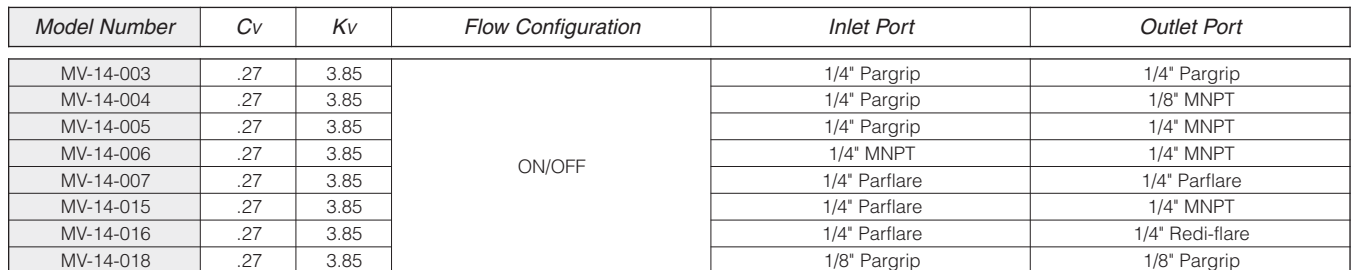 Model Number Cv Kv Flow Configuration Inlet Port Outlet Port
MV-14-003 .27 3.85 1/4" Pargrip 1/4" Pargrip
MV-14-004 .27 3.85 1/4" Pargrip 1/8" MNPT
MV-14-005 .27 3.85 1/4" Pargrip 1/4" MNPT
MV-14-006 .27 3.85 ON/OFF 1/4" MNPT 1/4" MNPT
MV-14-007 .27 3.85 1/4" Parflare 1/4" Parflare
MV-14-015 .27 3.85 1/4" Parflare 1/4" MNPT
MV-14-016 .27 3.85 1/4" Parflare 1/4" Redi-flare
MV-14-018 .27 3.85 1/8" Pargrip 1/8" Pargrip